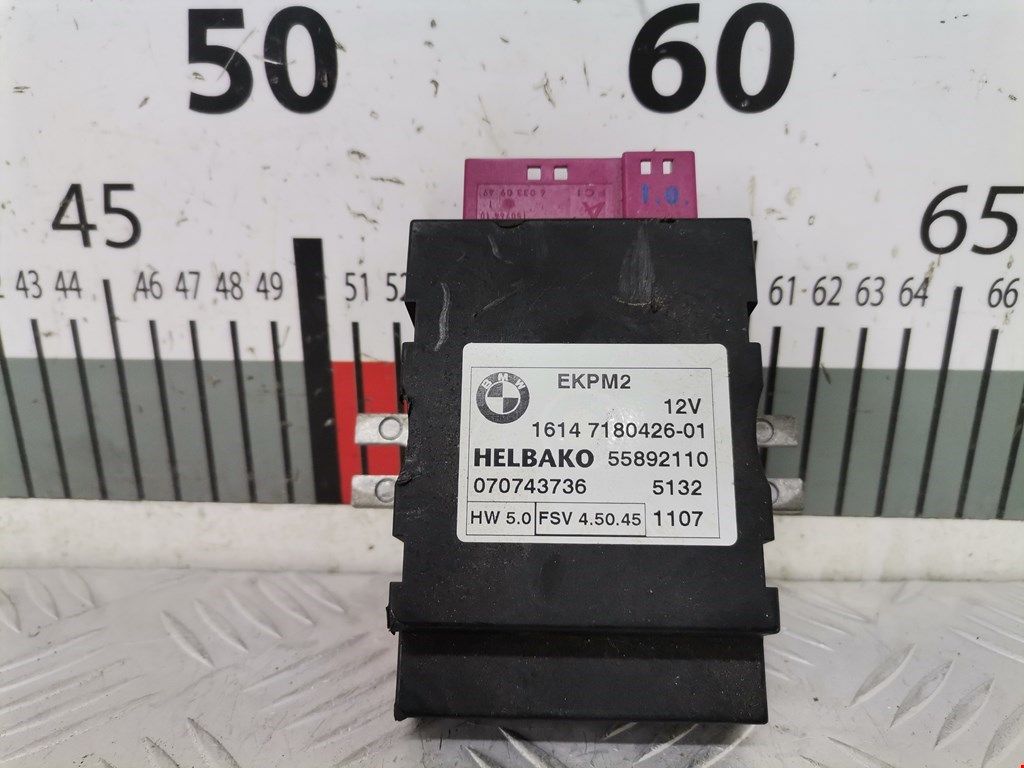 50 60
45 65
43 44 46 47 48 49 51 52 61 62 63 64 66
1.0.
BMW
EKPM2
12V
1614 7180426-01
HELBAKO 55892110
070743736 5132
HW 5.0 FSV 4.50.45 1107